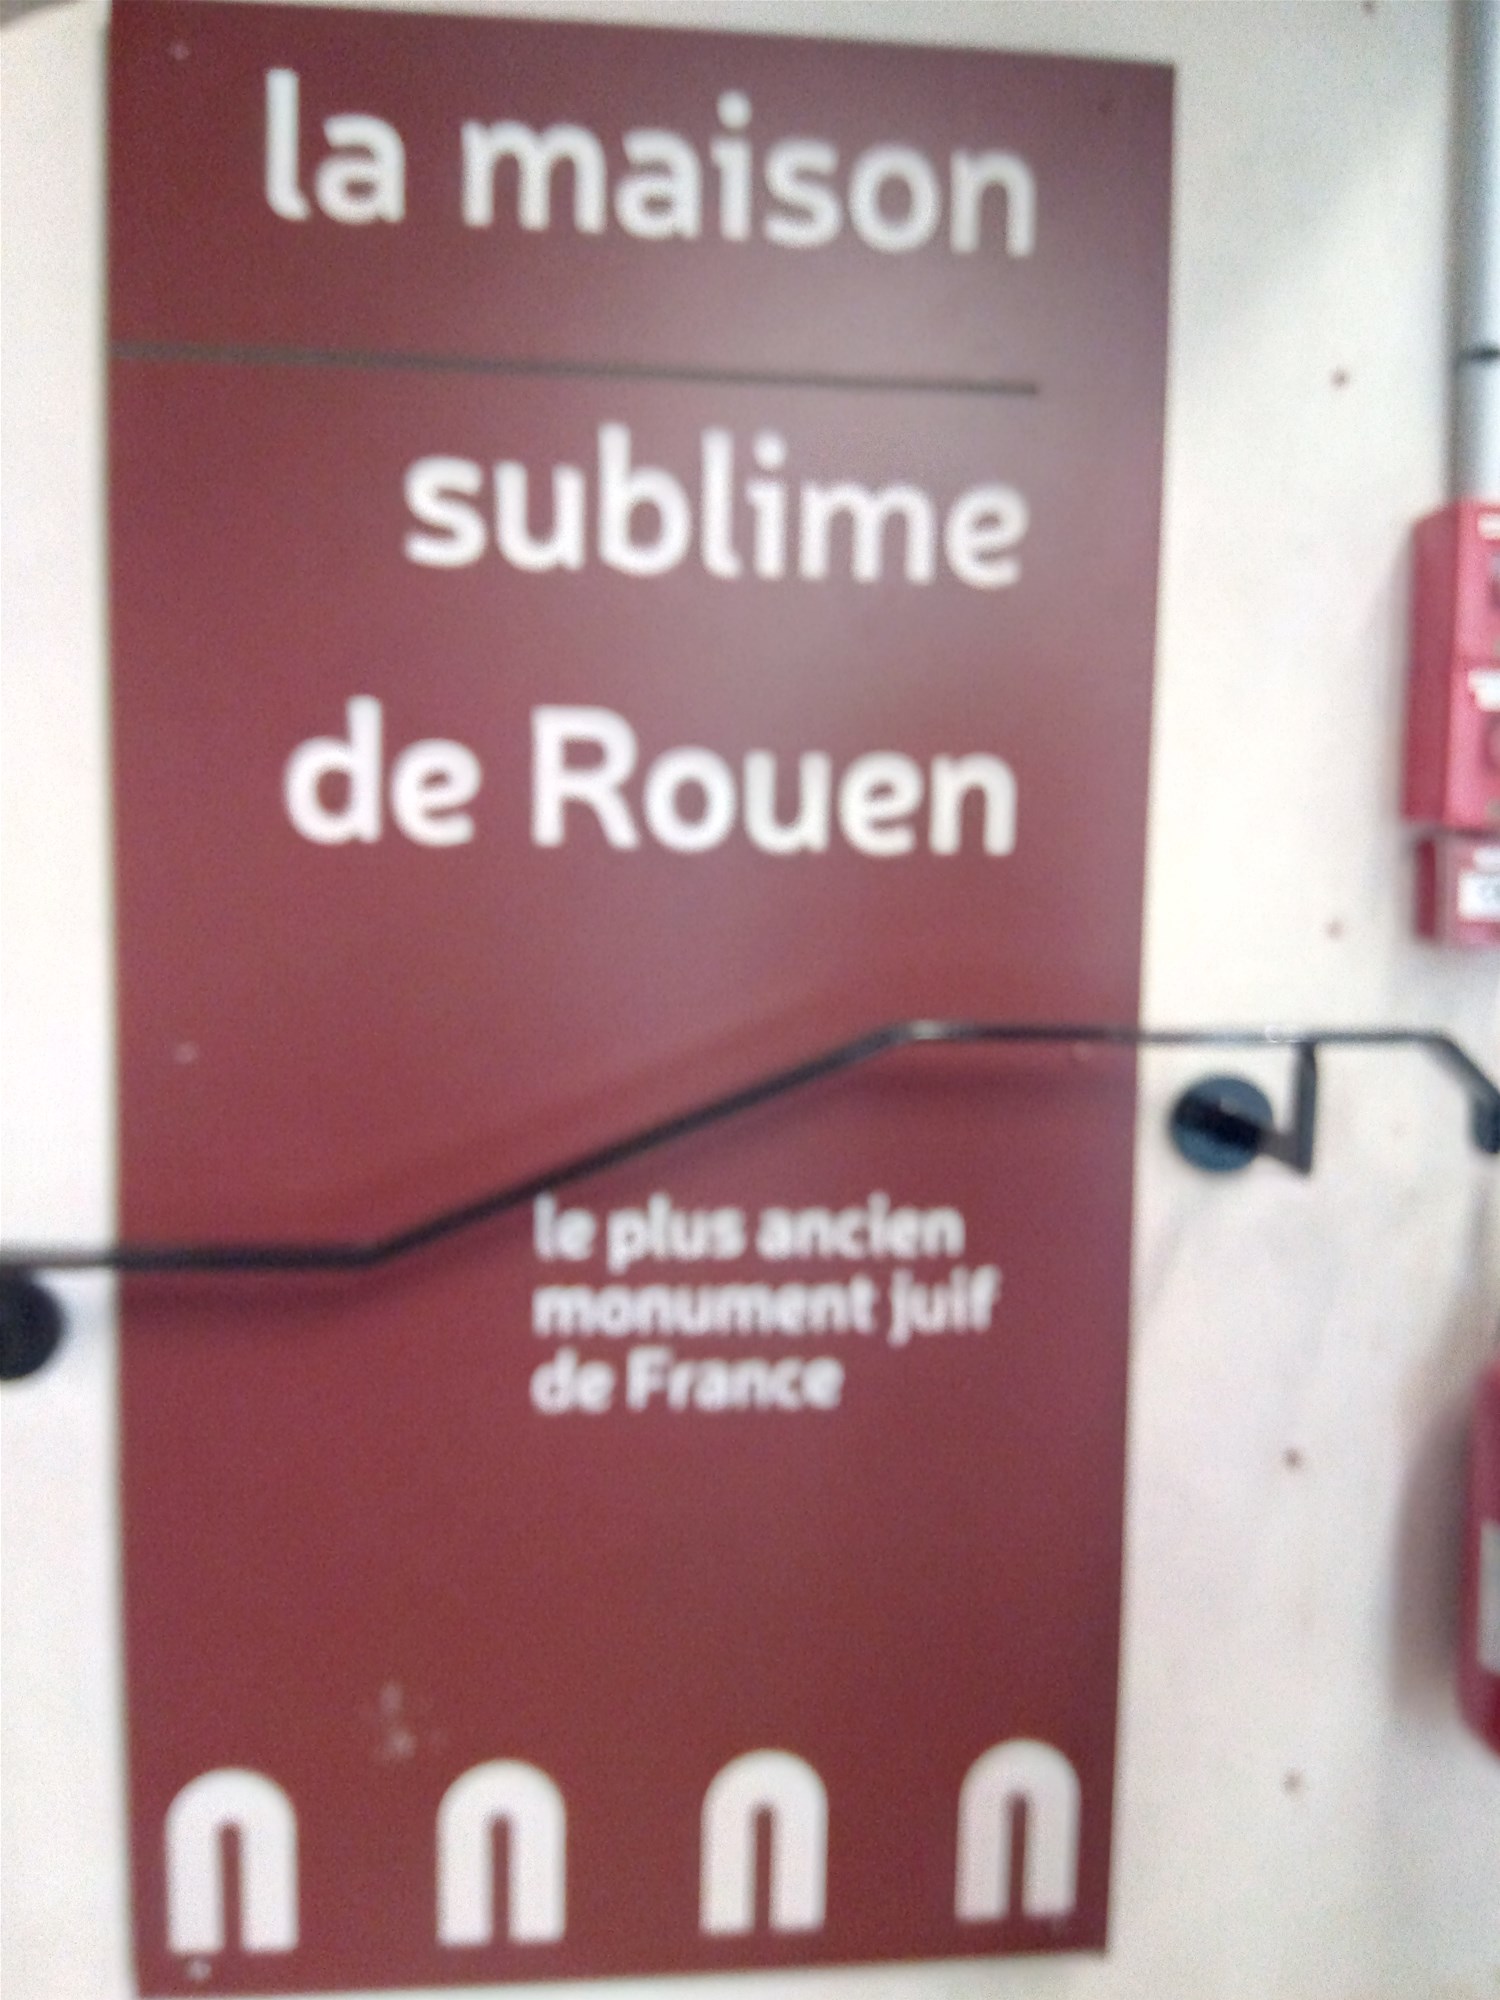 la maison
sublime
de Rouen
le plus ancien
monument juif
de France